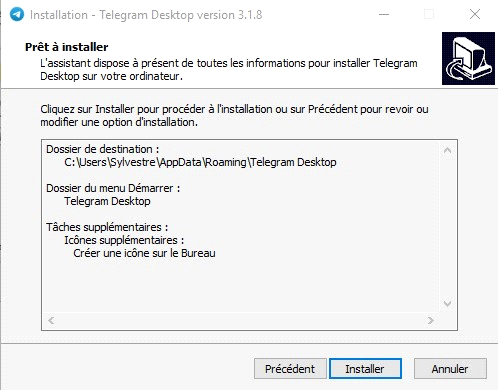 Installation - Telegram Desktop version 3.1.8
Prêt à installer
L'assistant dispose à présent de toutes les informations pour installer Telegram
Desktop sur votre ordinateur.
Cliquez sur Installer pour procéder à l'installation ou sur Précédent pour revoir ou
modifier une option d'installation.
Dossier de destination :
C:\Users\Sylvestre\AppData\Roaming\Telegram Desktop
Dossier du menu Démarrer :
Telegram Desktop
Tâches supplémentaires :
Icônes supplémentaires :
Créer une icône sur le Bureau
Précédent
Installer
Annuler